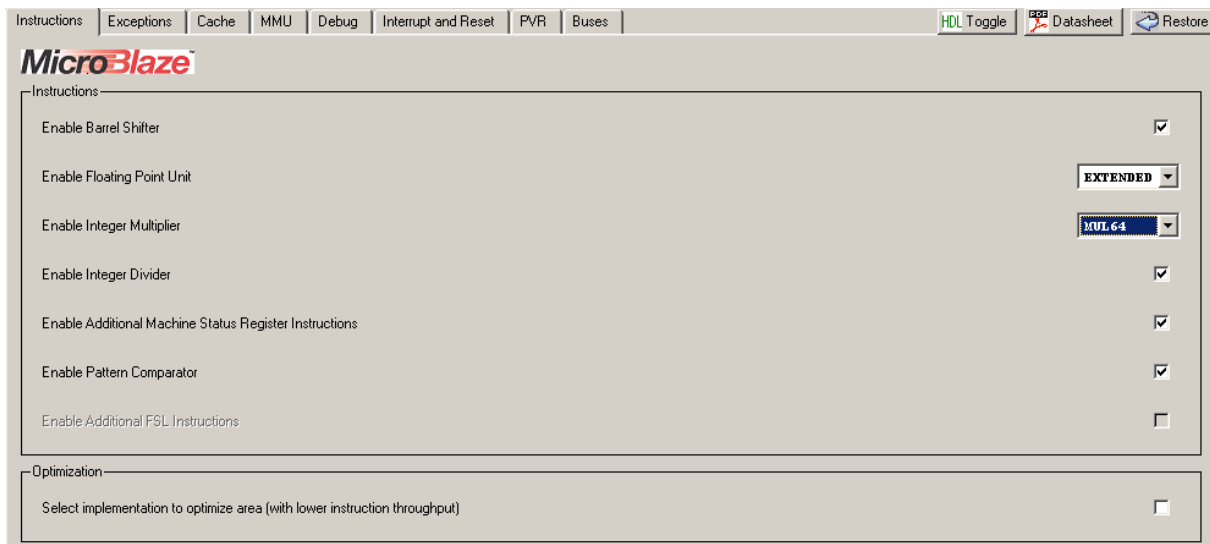 Instructions Exceptions Cache MMU Debug Interrupt and Reset PVR Buses HDL Toggle PDF Datasheet Restore
MicroBlaze
Instructions
Enable Barrel Shifter
Enable Floating Point Unit EXTENDED
Enable Integer Multiplier MUL64
Enable Integer Divider
Enable Additional Machine Status Register Instructions
Enable Pattern Comparator
Enable Additional FSL Instructions
Optimization
Select implementation to optimize area (with lower instruction throughput)